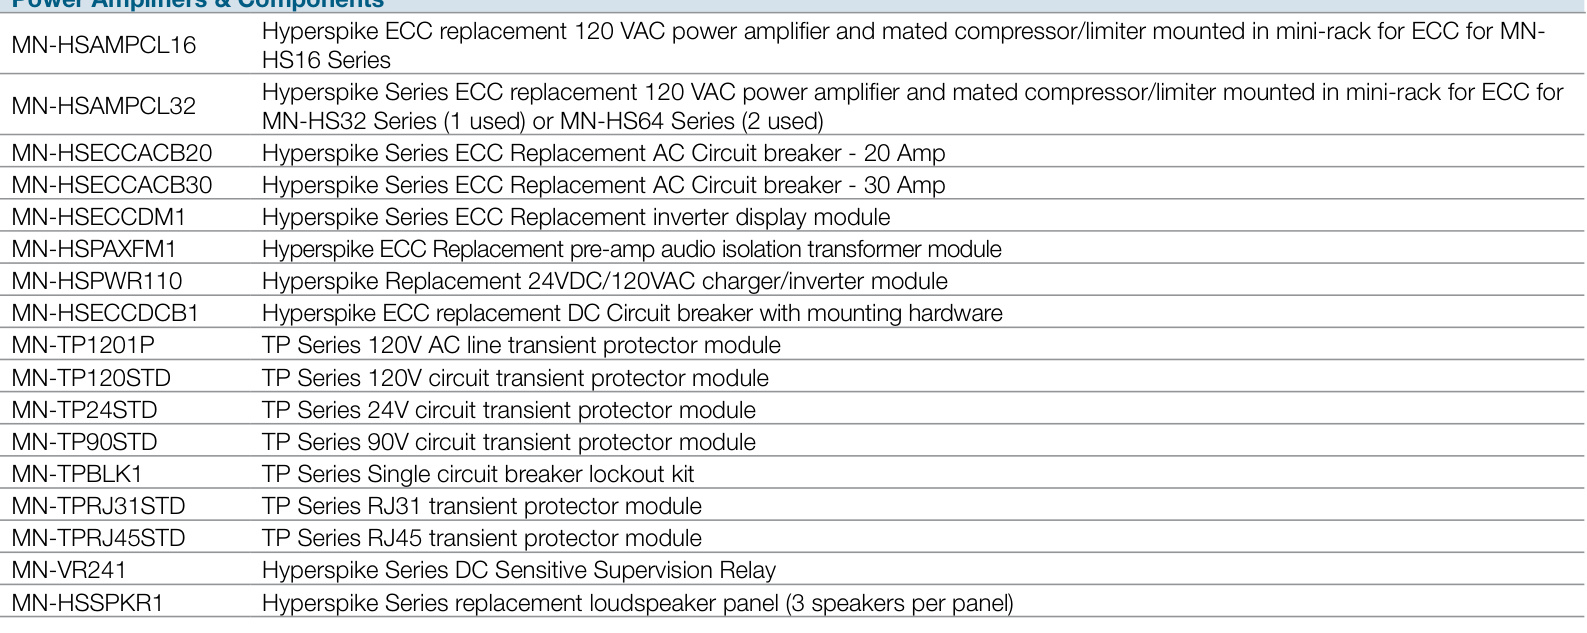 Power Amplifiers & Components
MN-HSAMPCL16 Hyperspike ECC replacement 120 VAC power amplifier and mated compressor/limiter mounted in mini-rack for ECC for MN-
HS16 Series
MN-HSAMPCL32 Hyperspike Series ECC replacement 120 VAC power amplifier and mated compressor/limiter mounted in mini-rack for ECC for
MN-HS32 Series (1 used) or MN-HS64 Series (2 used)
MN-HSECCACB20 Hyperspike Series ECC Replacement AC Circuit breaker - 20 Amp
MN-HSECCACB30 Hyperspike Series ECC Replacement AC Circuit breaker - 30 Amp
MN-HSECCDM1 Hyperspike Series ECC Replacement inverter display module
MN-HSPAXFM1 Hyperspike ECC Replacement pre-amp audio isolation transformer module
MN-HSPWR110 Hyperspike Replacement 24VDC/120VAC charger/inverter module
MN-HSECCDCB1 Hyperspike ECC replacement DC Circuit breaker with mounting hardware
MN-TP1201P TP Series 120V AC line transient protector module
MN-TP120STD TP Series 120V circuit transient protector module
MN-TP24STD TP Series 24V circuit transient protector module
MN-TP90STD TP Series 90V circuit transient protector module
MN-TPBLK1 TP Series Single circuit breaker lockout kit
MN-TPRJ31STD TP Series RJ31 transient protector module
MN-TPRJ45STD TP Series RJ45 transient protector module
MN-VR241 Hyperspike Series DC Sensitive Supervision Relay
MN-HSSPKR1 Hyperspike Series replacement loudspeaker panel (3 speakers per panel)